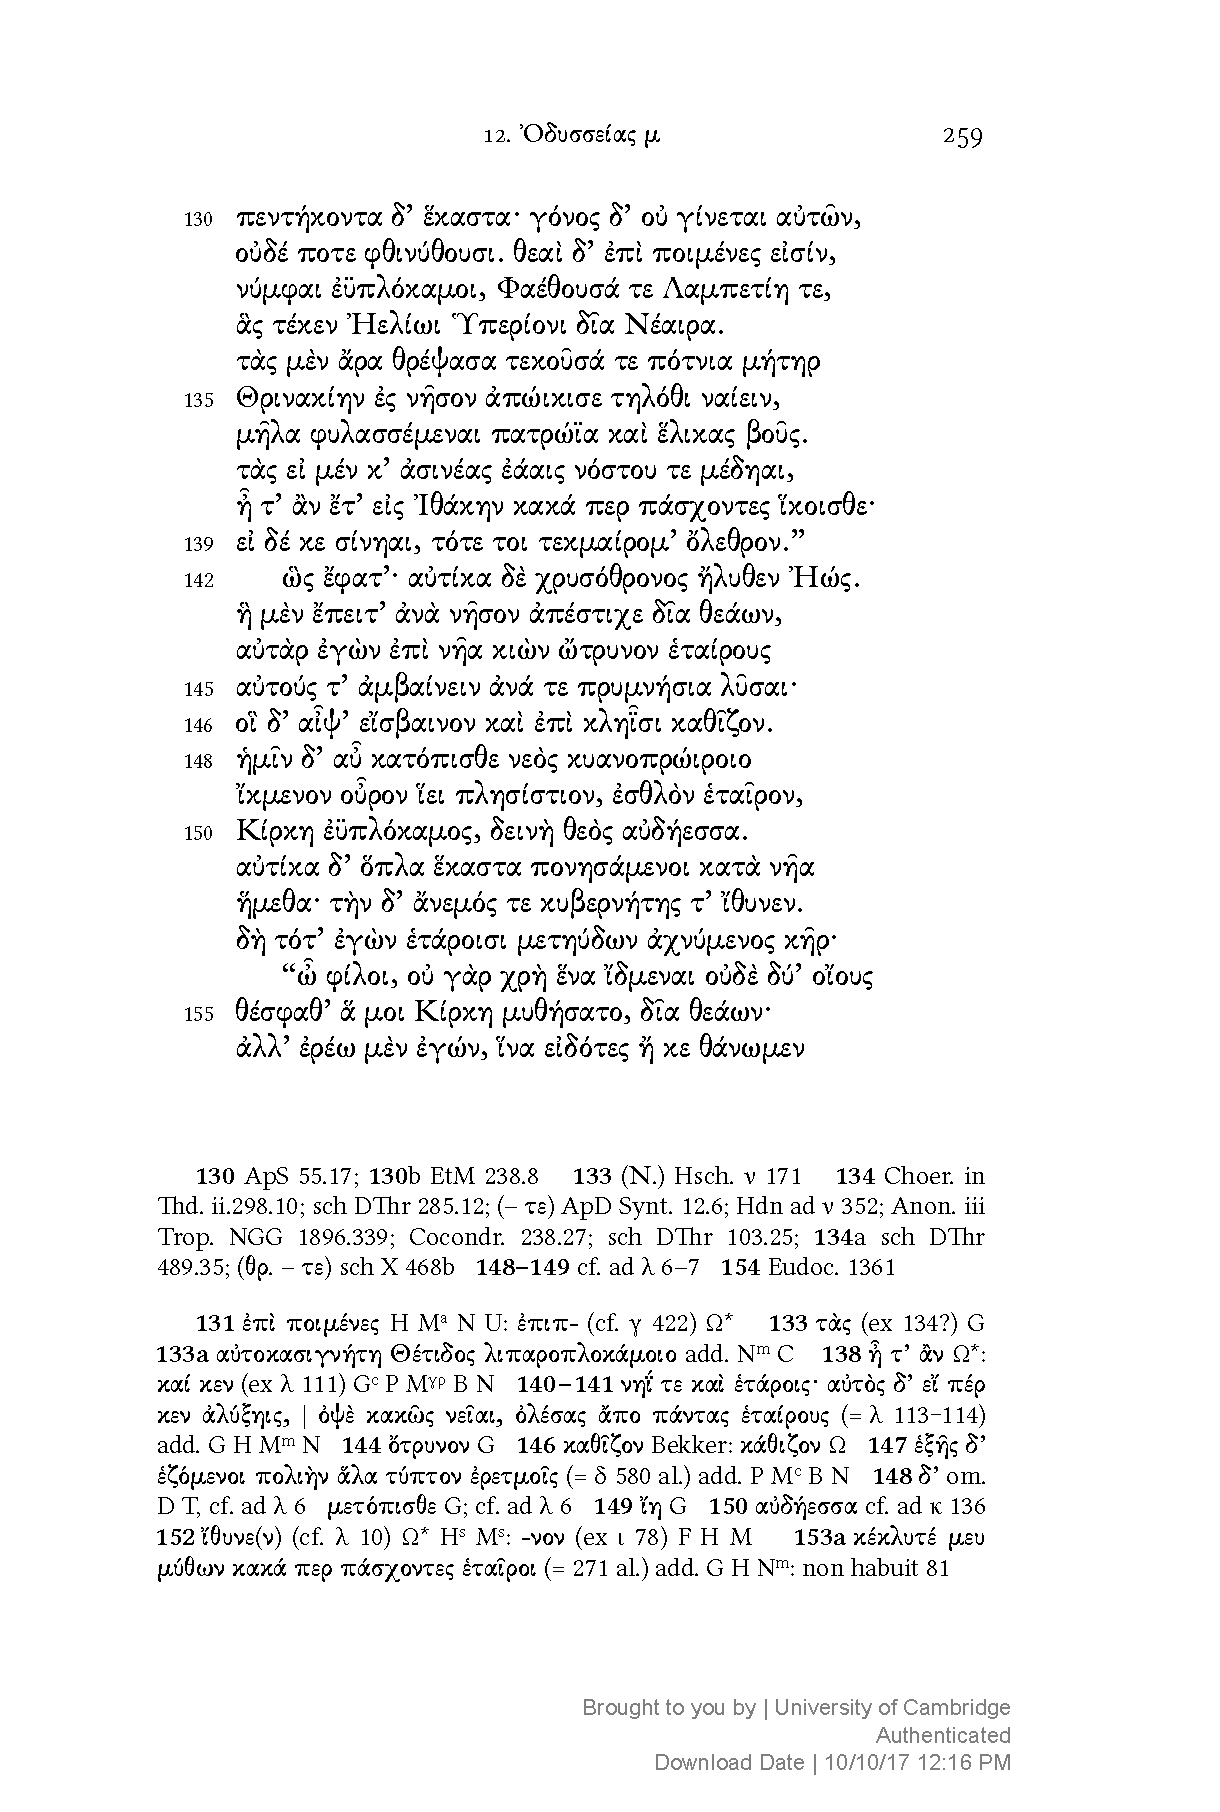 12. Ὀδυσσείας μ 259
130 πεντήκοντα δ’ ἕκαστα· γόνος δ’ οὐ γίνεται αὐτῶν,
οὐδέ ποτε φθινύθουσι. θεαὶ δ’ ἐπὶ ποιμένες εἰσίν,
νύμφαι ἐϋπλόκαμοι, Φαέθουσά τε Λαμπετίη τε,
ἃς τέκεν Ἠελίωι Ὑπερίονι δῖα Νέαιρα.
τὰς μὲν ἄρα θρέψασα τεκοῦσά τε πότνια μήτηρ
135 Θρινακίην ἐς νῆσον ἀπώικισε τηλόθι ναίειν,
μῆλα φυλασσέμεναι πατρώϊα καὶ ἕλικας βοῦς.
τὰς εἰ μέν κ’ ἀσινέας ἐάαις νόστου τε μέδηαι,
ἦ τ’ ἂν ἔτ’ εἰς Ἰθάκην κακά περ πάσχοντες ἵκοισθε·
139 εἰ δέ κε σίνηαι, τότε τοι τεκμαίρομ’ ὄλεθρον.”
142 ὣς ἔφατ’· αὐτίκα δὲ χρυσόθρονος ἤλυθεν Ἠώς.
ἣ μὲν ἔπειτ’ ἀνὰ νῆσον ἀπέστιχε δῖα θεάων,
αὐτὰρ ἐγὼν ἐπὶ νῆα κιὼν ὤτρυνον ἑταίρους
145 αὐτούς τ’ ἀμβαίνειν ἀνά τε πρυμνήσια λῦσαι·
146 οἳ δ’ αἶψ’ εἴσβαινον καὶ ἐπὶ κληῗσι καθῖζον.
148 ἡμῖν δ’ αὖ κατόπισθε νεὸς κυανοπρώιροιο
ἴκμενον οὖρον ἵει πλησίστιον, ἐσθλὸν ἑταῖρον,
150 Κίρκη ἐϋπλόκαμος, δεινὴ θεὸς αὐδήεσσα.
αὐτίκα δ’ ὅπλα ἕκαστα πονησάμενοι κατὰ νῆα
ἥμεθα· τὴν δ’ ἄνεμός τε κυβερνήτης τ’ ἴθυνεν.
δὴ τότ’ ἐγὼν ἑτάροισι μετηύδων ἀχνύμενος κῆρ·
“ὦ φίλοι, οὐ γὰρ χρὴ ἕνα ἴδμεναι οὐδὲ δύ’ οἴους
155 θέσφαθ’ ἅ μοι Κίρκη μυθήσατο, δῖα θεάων·
ἀλλ’ ἐρέω μὲν ἐγών, ἵνα εἰδότες ἤ κε θάνωμεν
130 ApS 55.17; 130b EtM 238.8 133 (N.) Hsch. ν 171 134 Choer. in
Thd. ii.298.10; sch DThr 285.12; (– τε) ApD Synt. 12.6; Hdn ad ν 352; Anon. iii
Trop. NGG 1896.339; Cocondr. 238.27; sch DThr 103.25; 134a sch DThr
489.35; (θρ. – τε) sch X 468b 148–149 cf. ad λ 6–7 154 Eudoc. 1361
131 ἐπὶ ποιμένες H Mᵃ N U: ἐπιπ- (cf. γ 422) Ω* 133 τὰς (ex 134?) G
133a αὐτοκασιγνήτη Θέτιδος λιπαροπλοκάμοιο add. Nᵐ C 138 ἦ τ’ ἂν Ω*:
καί κεν (ex λ 111) Gᶜ P Mᵞᵖ B N 140–141 νηΐ τε καὶ ἑτάροις· αὐτὸς δ’ εἴ πέρ
κεν ἀλύξηις, | ὀψὲ κακῶς νεῖαι, ὀλέσας ἄπο πάντας ἑταίρους (= λ 113–114)
add. G H Mᵐ N 144 ὄτρυνον G 146 καθῖζον Bekker: κάθιζον Ω 147 ἑξῆς δ’
ἑζόμενοι πολιὴν ἅλα τύπτον ἐρετμοῖς (= δ 580 al.) add. P Mᶜ B N 148 δ’ om.
D T, cf. ad λ 6 μετόπισθε G; cf. ad λ 6 149 ἵη G 150 αὐδήεσσα cf. ad κ 136
152 ἴθυνε(ν) (cf. λ 10) Ω* Hˢ Mˢ: -νον (ex ι 78) F H M 153a κέκλυτέ μευ
μύθων κακά περ πάσχοντες ἑταῖροι (= 271 al.) add. G H Nᵐ: non habuit 81
Brought to you by | University of Cambridge
Authenticated
Download Date | 10/10/17 12:16 PM